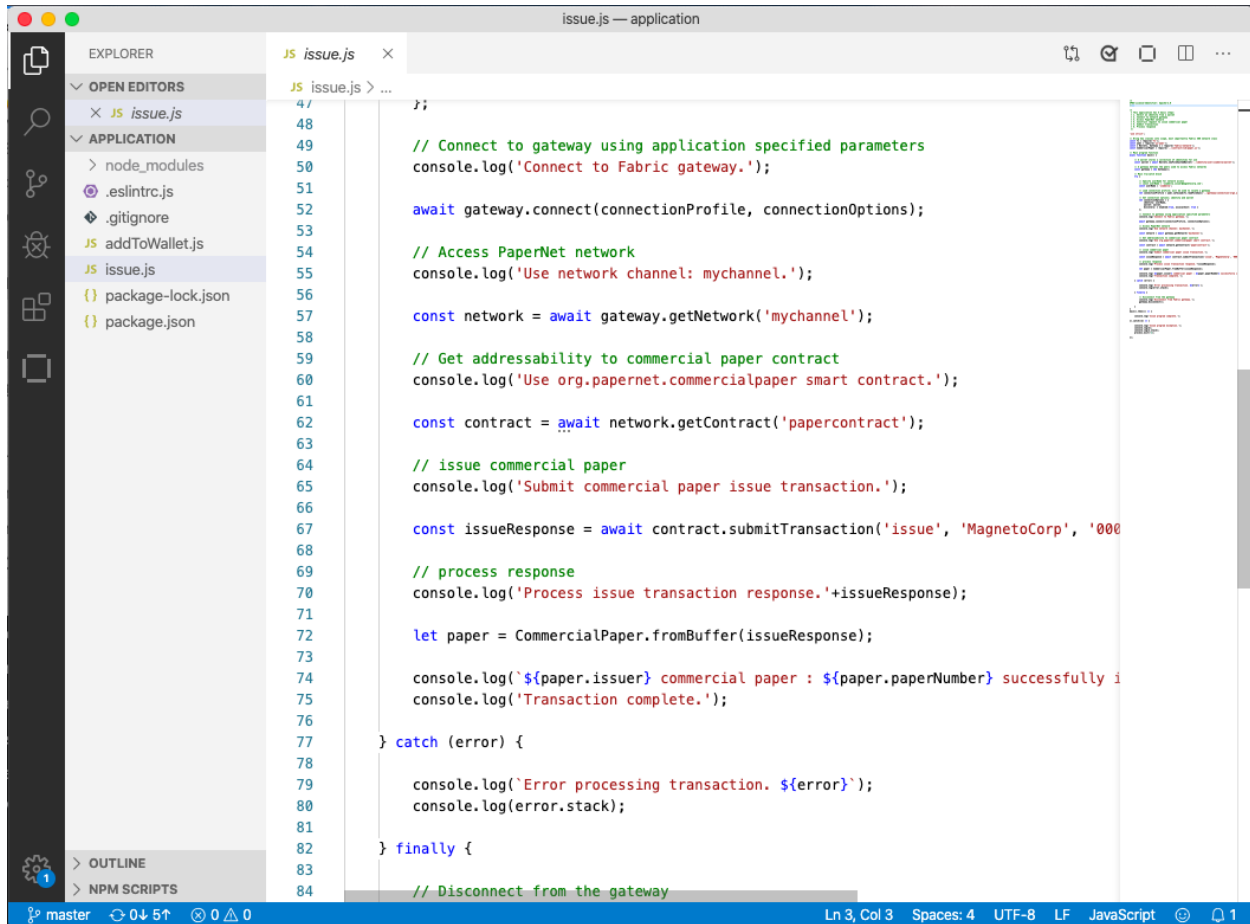 issue.js — application
EXPLORER
OPEN EDITORS
JS issue.js
APPLICATION
node_modules
.eslintrc.js
.gitignore
JS addToWallet.js
JS issue.js
{} package-lock.json
{} package.json
OUTLINE
NPM SCRIPTS
JS issue.js
JS issue.js > ...
47 };
48
49 // Connect to gateway using application specified parameters
50 console.log('Connect to Fabric gateway.');
51
52 await gateway.connect(connectionProfile, connectionOptions);
53
54 // Access PaperNet network
55 console.log('Use network channel: mychannel.');
56
57 const network = await gateway.getNetwork('mychannel');
58
59 // Get addressability to commercial paper contract
60 console.log('Use org.papernet.commercialpaper smart contract.');
61
62 const contract = await network.getContract('papercontract');
63
64 // issue commercial paper
65 console.log('Submit commercial paper issue transaction.');
66
67 const issueResponse = await contract.submitTransaction('issue', 'MagnetoCorp', '000
68
69 // process response
70 console.log('Process issue transaction response.'+issueResponse);
71
72 let paper = CommercialPaper.fromBuffer(issueResponse);
73
74 console.log(`${paper.issuer} commercial paper : ${paper.paperNumber} successfully i
75 console.log('Transaction complete.');
76
77 } catch (error) {
78
79 console.log(`Error processing transaction. ${error}`);
80 console.log(error.stack);
81
82 } finally {
83
84 // Disconnect from the gateway
1
master 0↓ 5↑ 0 0 Ln 3, Col 3 Spaces: 4 UTF-8 LF JavaScript 1